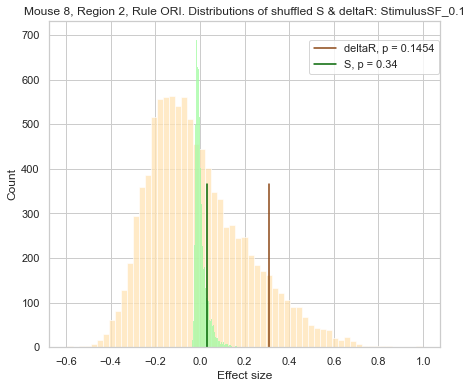 Mouse 8, Region 2, Rule ORI. Distributions of shuffled S & deltaR: StimulusSF_0.1
deltaR, p = 0.1454
S, p = 0.34
Count
700
600
500
400
300
200
100
0
−0.6 −0.4 −0.2 0.0 0.2 0.4 0.6 0.8 1.0
Effect size